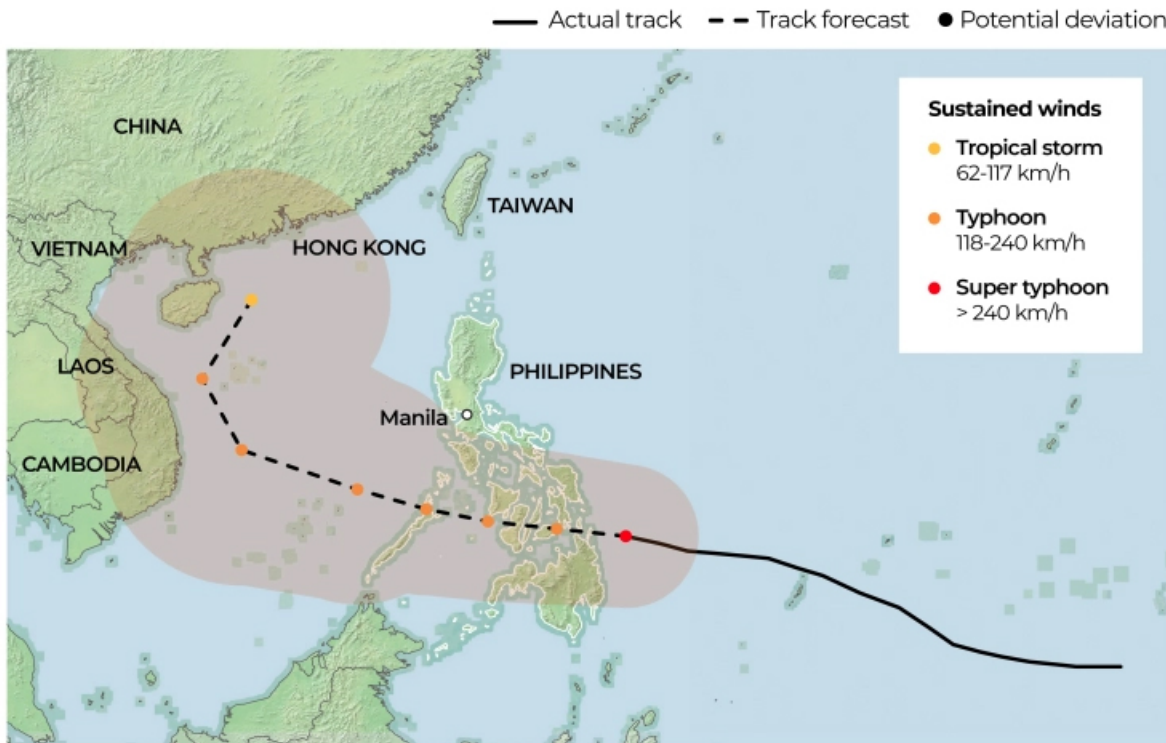 Actual track
Track forecast
Potential deviation
Sustained winds
Tropical storm
62-117 km/h
Typhoon
118-240 km/h
Super typhoon
> 240 km/h
CHINA
TAIWAN
VIETNAM
HONG KONG
LAOS
PHILIPPINES
Manila
CAMBODIA